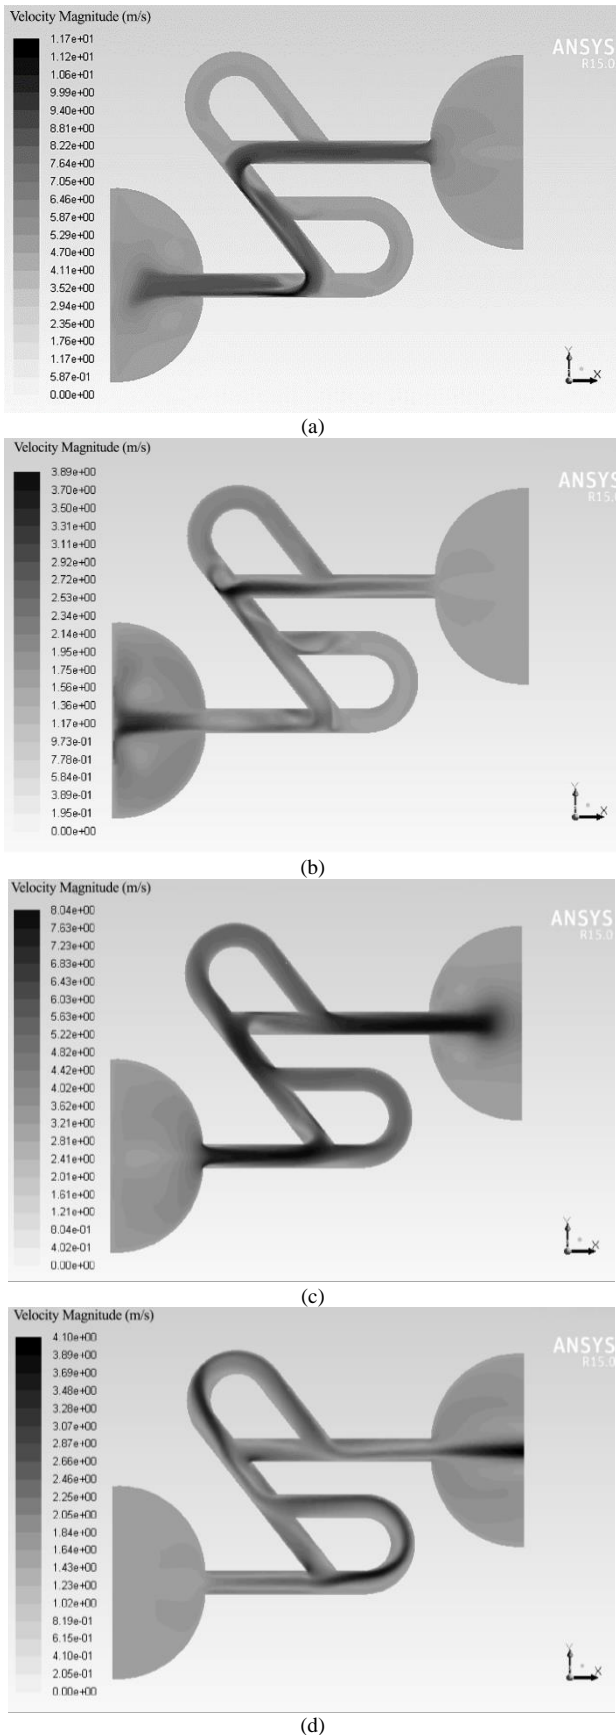 Velocity Magnitude (m/s)
1.17e+01
1.12e+01
1.06e+01
9.99e+00
9.40e+00
8.81e+00
8.22e+00
7.64e+00
7.05e+00
6.46e+00
5.87e+00
5.29e+00
4.70e+00
4.11e+00
3.52e+00
2.94e+00
2.35e+00
1.76e+00
1.17e+00
5.87e-01
0.00e+00
ANSYS
R15.0
Y
X
(a)
Velocity Magnitude (m/s)
3.89e+00
3.70e+00
3.50e+00
3.31e+00
3.11e+00
2.92e+00
2.72e+00
2.53e+00
2.34e+00
2.14e+00
1.95e+00
1.75e+00
1.56e+00
1.36e+00
1.17e+00
9.73e-01
7.78e-01
5.84e-01
3.89e-01
1.95e-01
0.00e+00
ANSYS
R15.0
Y
X
(b)
Velocity Magnitude (m/s)
8.04e+00
7.63e+00
7.23e+00
6.83e+00
6.43e+00
6.03e+00
5.63e+00
5.22e+00
4.82e+00
4.42e+00
4.02e+00
3.62e+00
3.21e+00
2.81e+00
2.41e+00
2.01e+00
1.61e+00
1.21e+00
8.04e-01
4.02e-01
0.00e+00
ANSYS
R15.0
Y
X
(c)
Velocity Magnitude (m/s)
4.10e+00
3.89e+00
3.69e+00
3.48e+00
3.28e+00
3.07e+00
2.87e+00
2.66e+00
2.46e+00
2.25e+00
2.05e+00
1.84e+00
1.64e+00
1.43e+00
1.23e+00
1.02e+00
8.19e-01
6.15e-01
4.10e-01
2.05e-01
0.00e+00
ANSYS
R15.0
Y
X
(d)